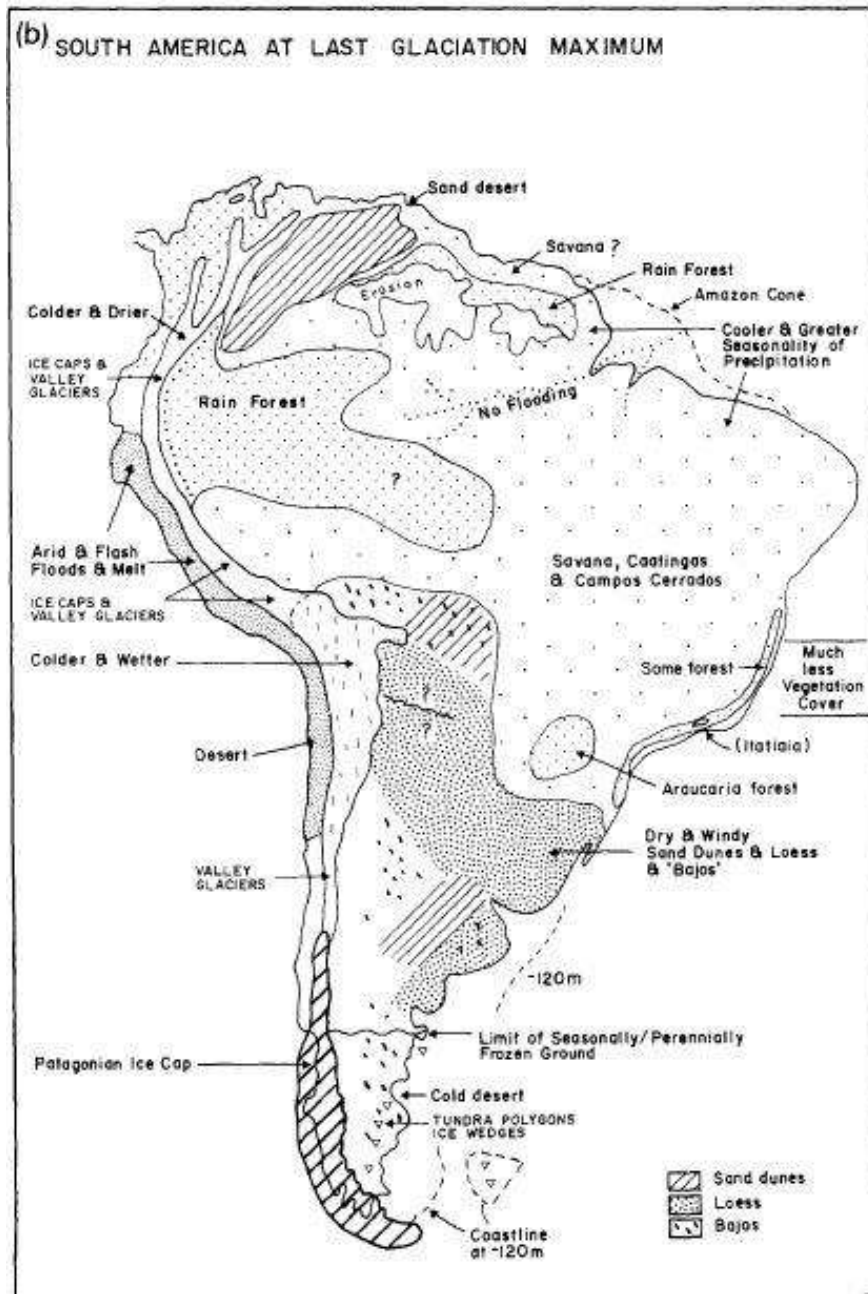 (b) SOUTH AMERICA AT LAST GLACIATION MAXIMUM
Sand desert
Savana ?
Rain Forest
Erosion
Amazon Cone
Colder & Drier
Cooler & Greater
Seasonality of
Precipitation
ICE CAPS &
VALLEY
GLACIERS
Rain Forest
No Flooding
?
Arid & Flash
Floods & Melt
Savana, Caatingas
& Campos Cerrados
ICE CAPS &
VALLEY GLACIERS
Colder & Wetter
Some forest
Much
less
Vegetation
Cover
?
?
(Itatiaia)
Desert
Araucaria forest
Dry & Windy
Sand Dunes & Loess
& 'Bajos'
VALLEY
GLACIERS
-120m
Limit of Seasonally/Perennially
Frozen Ground
Patagonian Ice Cap
Cold desert
TUNDRA POLYGONS
ICE WEDGES
Sand dunes
Loess
Bajos
Coastline
at -120m